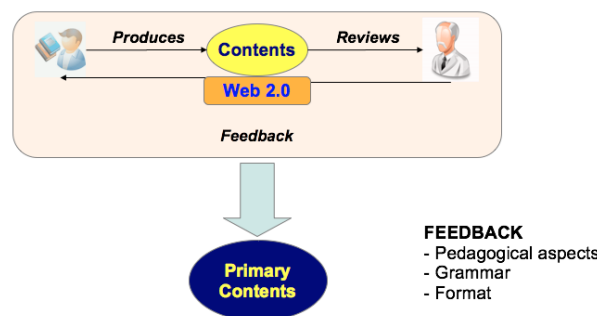 Produces
Contents
Reviews
Web 2.0
Feedback
Primary
Contents
FEEDBACK
- Pedagogical aspects
- Grammar
- Format